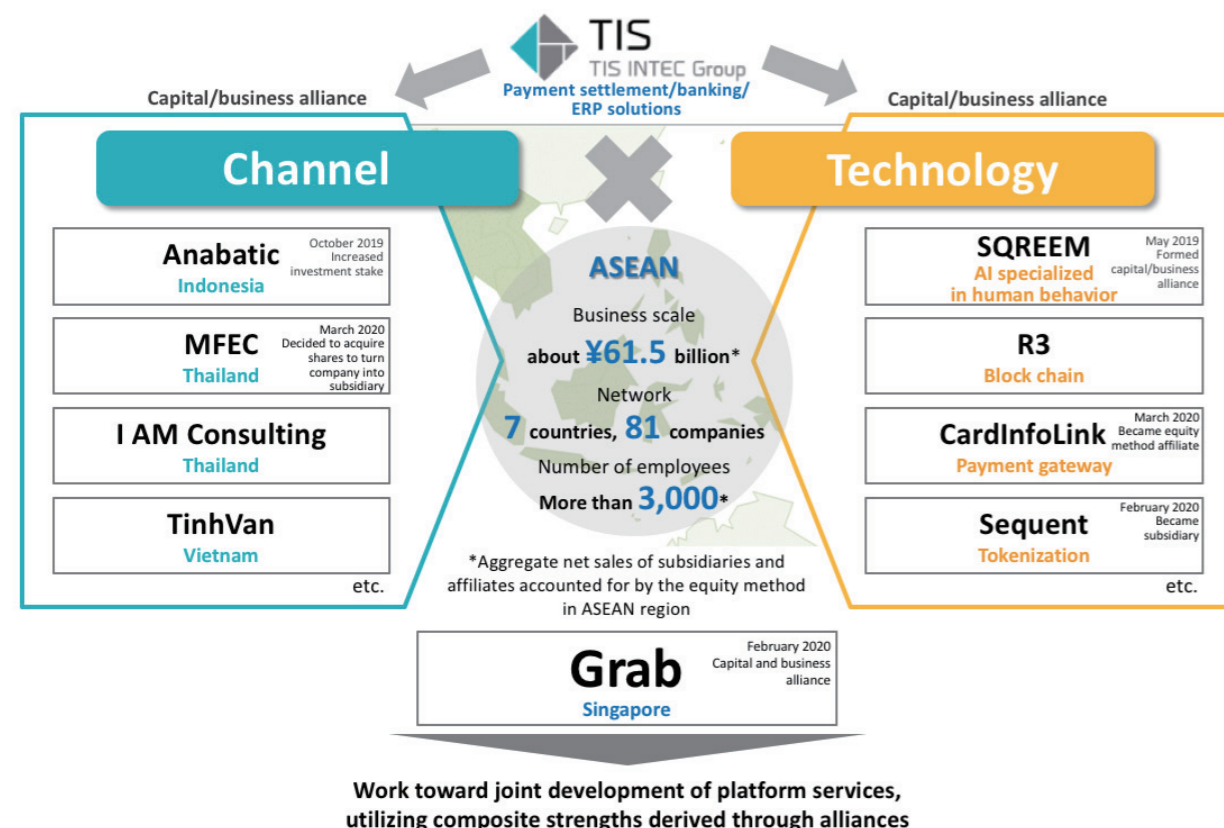 TIS
TIS INTEC Group
Payment settlement/banking/
ERP solutions
Capital/business alliance
Capital/business alliance
Channel
Technology
Anabatic
Indonesia
October 2019
Increased
investment stake
MFEC
Thailand
March 2020
Decided to acquire
shares to turn
company into
subsidiary
I AM Consulting
Thailand
TinhVan
Vietnam
etc.
ASEAN
Business scale
about ¥61.5 billion*
Network
7 countries, 81 companies
Number of employees
More than 3,000*
*Aggregate net sales of subsidiaries and
affiliates accounted for by the equity method
in ASEAN region
SQREEM
AI specialized
in human behavior
May 2019
Formed
capital/business
alliance
R3
Block chain
CardInfoLink
Payment gateway
March 2020
Became equity
method affiliate
Sequent
Tokenization
February 2020
Became
subsidiary
etc.
Grab
Singapore
February 2020
Capital and business
alliance
Work toward joint development of platform services,
utilizing composite strengths derived through alliances